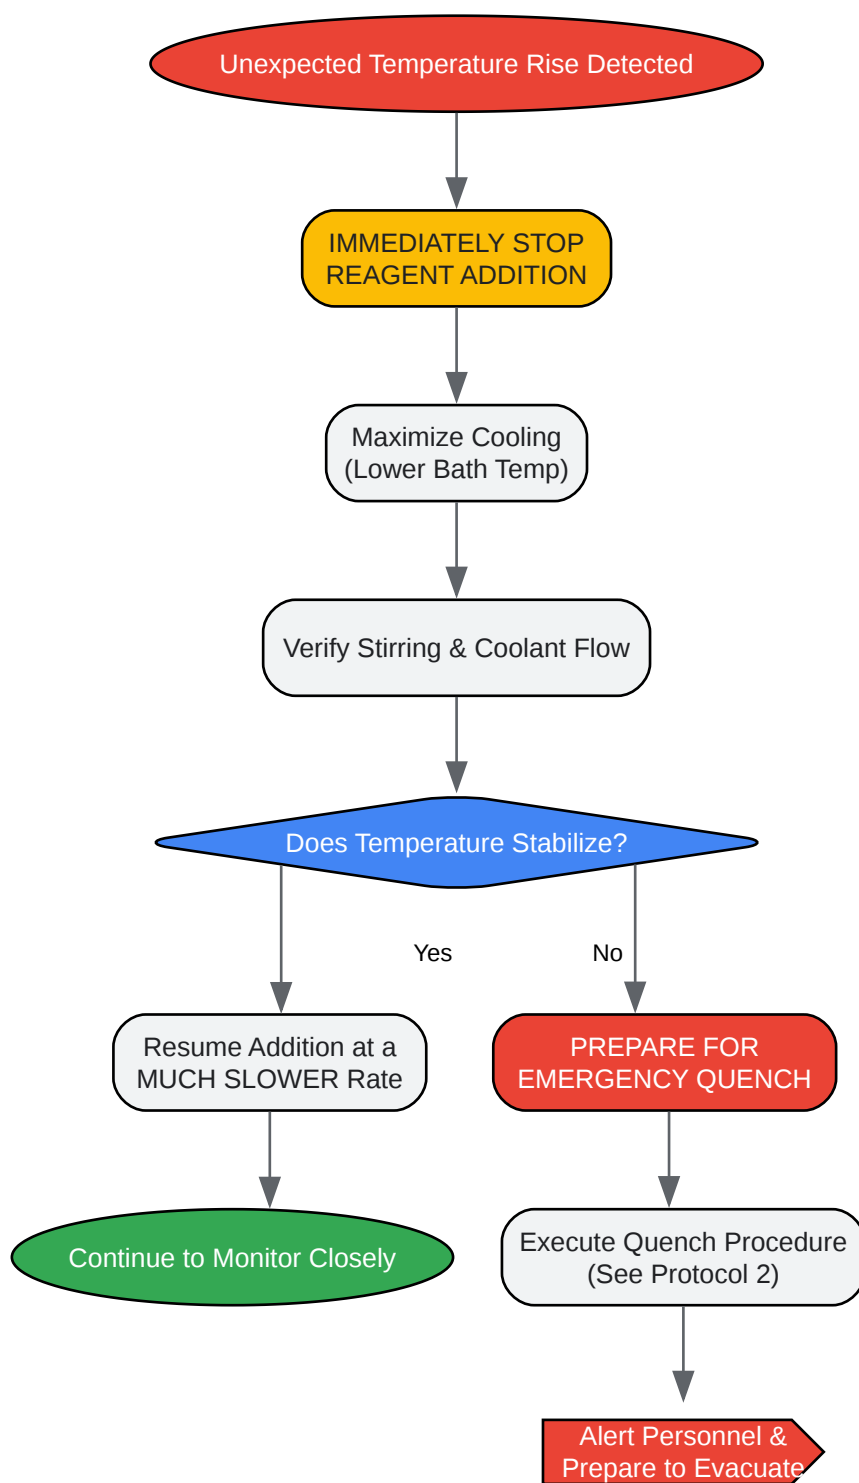 Unexpected Temperature Rise Detected
IMMEDIATELY STOP
REAGENT ADDITION
Maximize Cooling
(Lower Bath Temp)
Verify Stirring & Coolant Flow
Does Temperature Stabilize?
Yes
No
Resume Addition at a
MUCH SLOWER Rate
PREPARE FOR
EMERGENCY QUENCH
Continue to Monitor Closely
Execute Quench Procedure
(See Protocol 2)
Alert Personnel &
Prepare to Evacuate